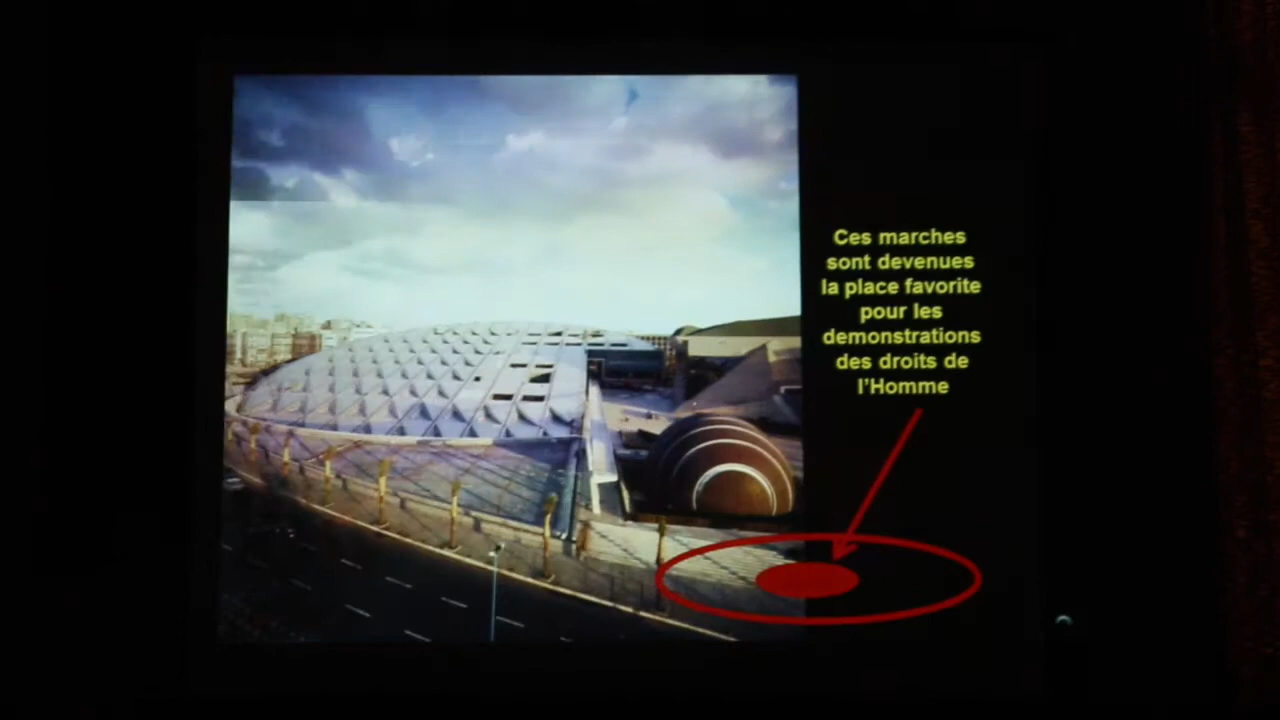 Ces marches
sont devenues
la place favorite
pour les
demonstrations
des droits de
l'Homme